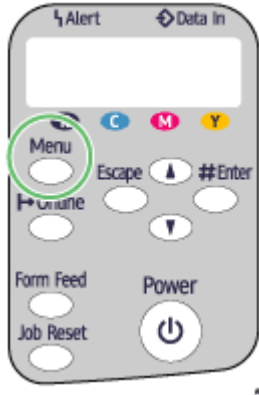 Alert Data In
C M Y
Menu
Escape #Enter
Online
Form Feed
Power
Job Reset